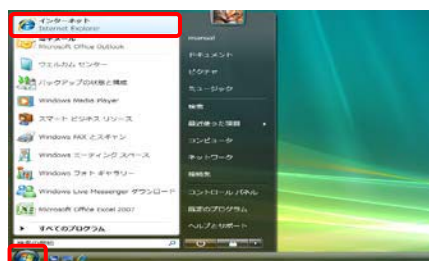 インターネット
Internet Explorer
電子メール
Microsoft Office Outlook
ウェルカム センター
バックアップの状態と構成
Windows Media Player
スマート ビジネス リソース
Windows FAX とスキャン
Windows ミーティング スペース
Windows フォト ギャラリー
Windows Live Messenger ダウンロード
Microsoft Office Excel 2007
すべてのプログラム
検索の開始
manual
ドキュメント
ピクチャ
ミュージック
検索
最近使った項目
コンピュータ
ネットワーク
接続先
コントロール パネル
既定のプログラム
ヘルプとサポート